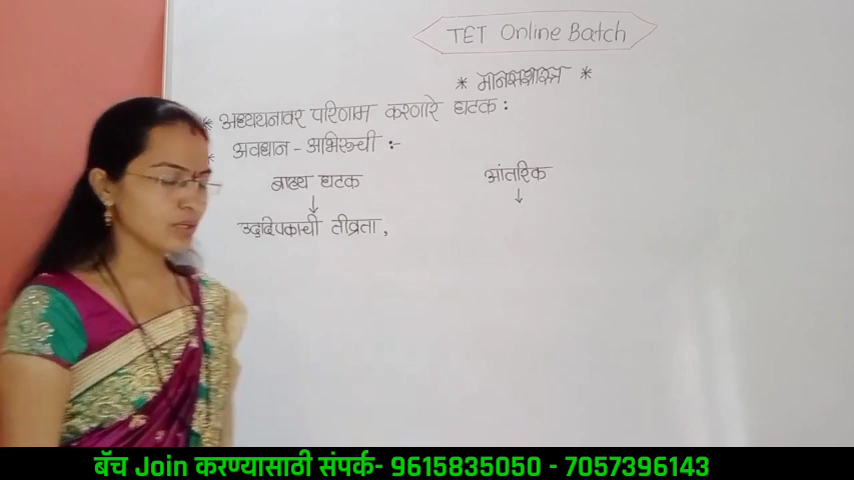 TET Online Batch
* मानसशास्त्र *
* अध्ययनावर परिणाम करणारे घटक :
* अवधान - अभिरूची :-
बाह्य घटक आंतरिक
↓ ↓
उद्दिपकाची तीव्रता,
बॅच Join करण्यासाठी संपर्क- 9615835050 - 7057396143